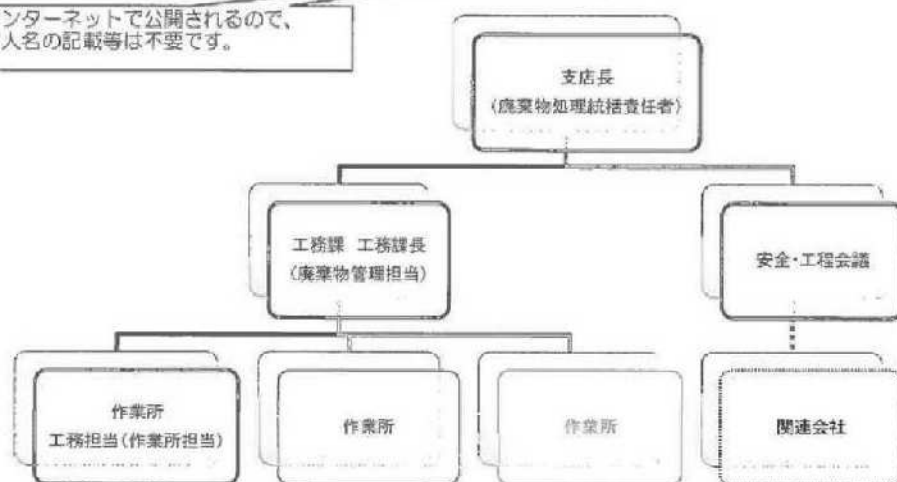 ンターネットで公開されるので、
人名の記載等は不要です。
支店長
(廃棄物処理統括責任者)
工務課 工務課長
(廃棄物管理担当)
安全・工程会議
作業所
工務担当(作業所担当)
作業所
作業所
関連会社